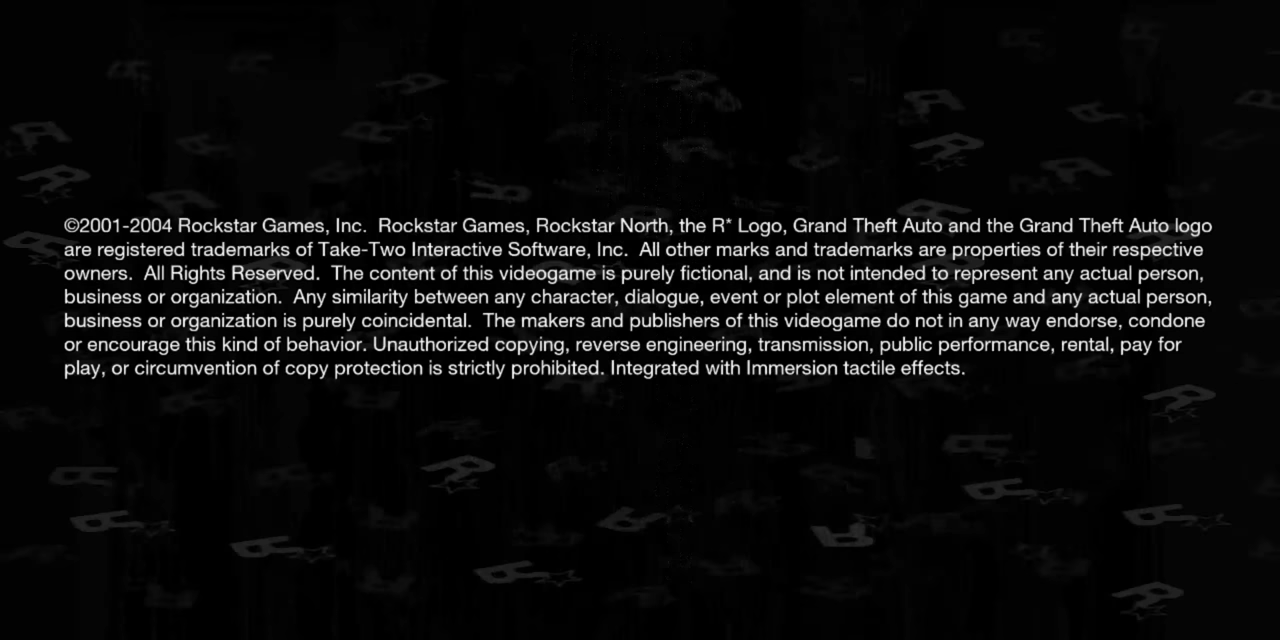 ©2001-2004 Rockstar Games, Inc.  Rockstar Games, Rockstar North, the R* Logo, Grand Theft Auto and the Grand Theft Auto logo
are registered trademarks of Take-Two Interactive Software, Inc.  All other marks and trademarks are properties of their respective
owners.  All Rights Reserved.  The content of this videogame is purely fictional, and is not intended to represent any actual person,
business or organization.  Any similarity between any character, dialogue, event or plot element of this game and any actual person,
business or organization is purely coincidental.  The makers and publishers of this videogame do not in any way endorse, condone
or encourage this kind of behavior. Unauthorized copying, reverse engineering, transmission, public performance, rental, pay for
play, or circumvention of copy protection is strictly prohibited. Integrated with Immersion tactile effects.